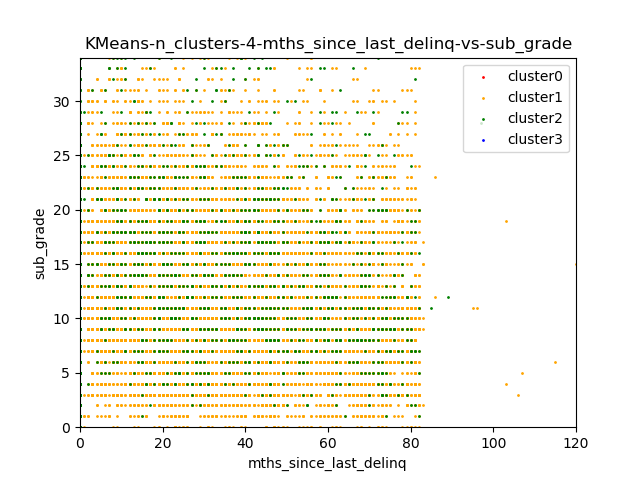 KMeans-n_clusters-4-mths_since_last_delinq-vs-sub_grade
cluster0
cluster1
cluster2
cluster3
30
25
20
15
10
5
0
sub_grade
0 20 40 60 80 100 120
mths_since_last_delinq